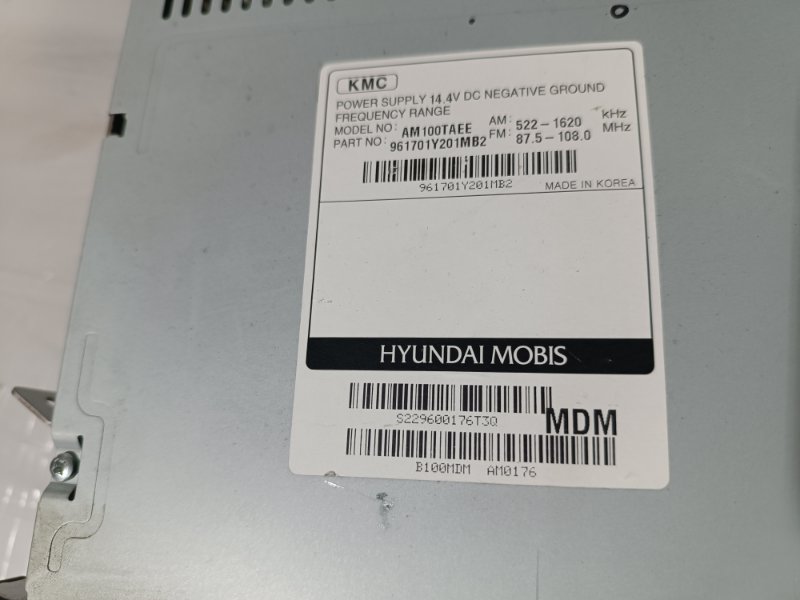 KMC
POWER SUPPLY 14.4V DC NEGATIVE GROUND
FREQUENCY RANGE
MODEL NO: AM100TAEE AM: 522-1620 kHz
PART NO: 961701Y201MB2 FM: 87.5-108.0 MHz
961701Y201MB2 MADE IN KOREA
HYUNDAI MOBIS
S229600176T3Q MDM
B100MDM AM0176